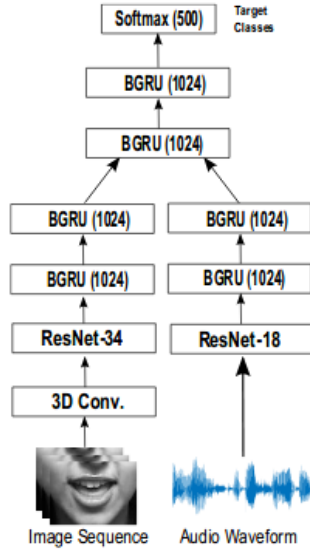 Softmax (500)
Target
Classes
BGRU (1024)
BGRU (1024)
BGRU (1024)
BGRU (1024)
BGRU (1024)
BGRU (1024)
ResNet-34
ResNet-18
3D Conv.
Image Sequence
Audio Waveform